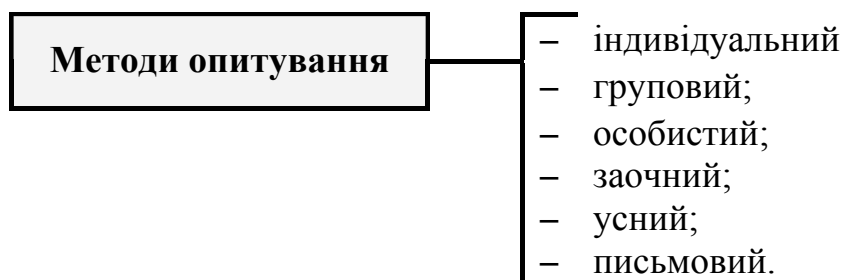 Методи опитування
– індивідуальний
– груповий;
– особистий;
– заочний;
– усний;
– письмовий.